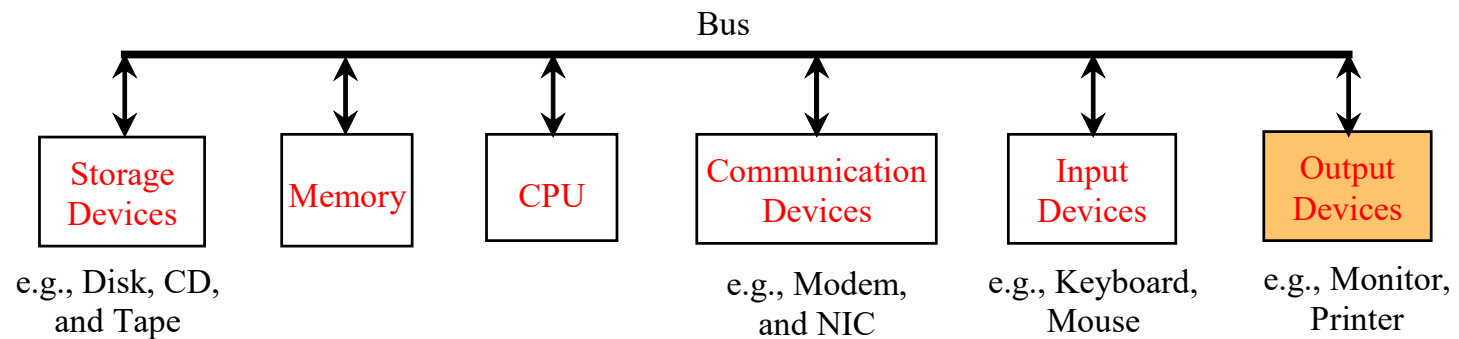 Bus
Storage
Devices
Memory
CPU
Communication
Devices
Input
Devices
Output
Devices
e.g., Disk, CD,
and Tape
e.g., Modem,
and NIC
e.g., Keyboard,
Mouse
e.g., Monitor,
Printer